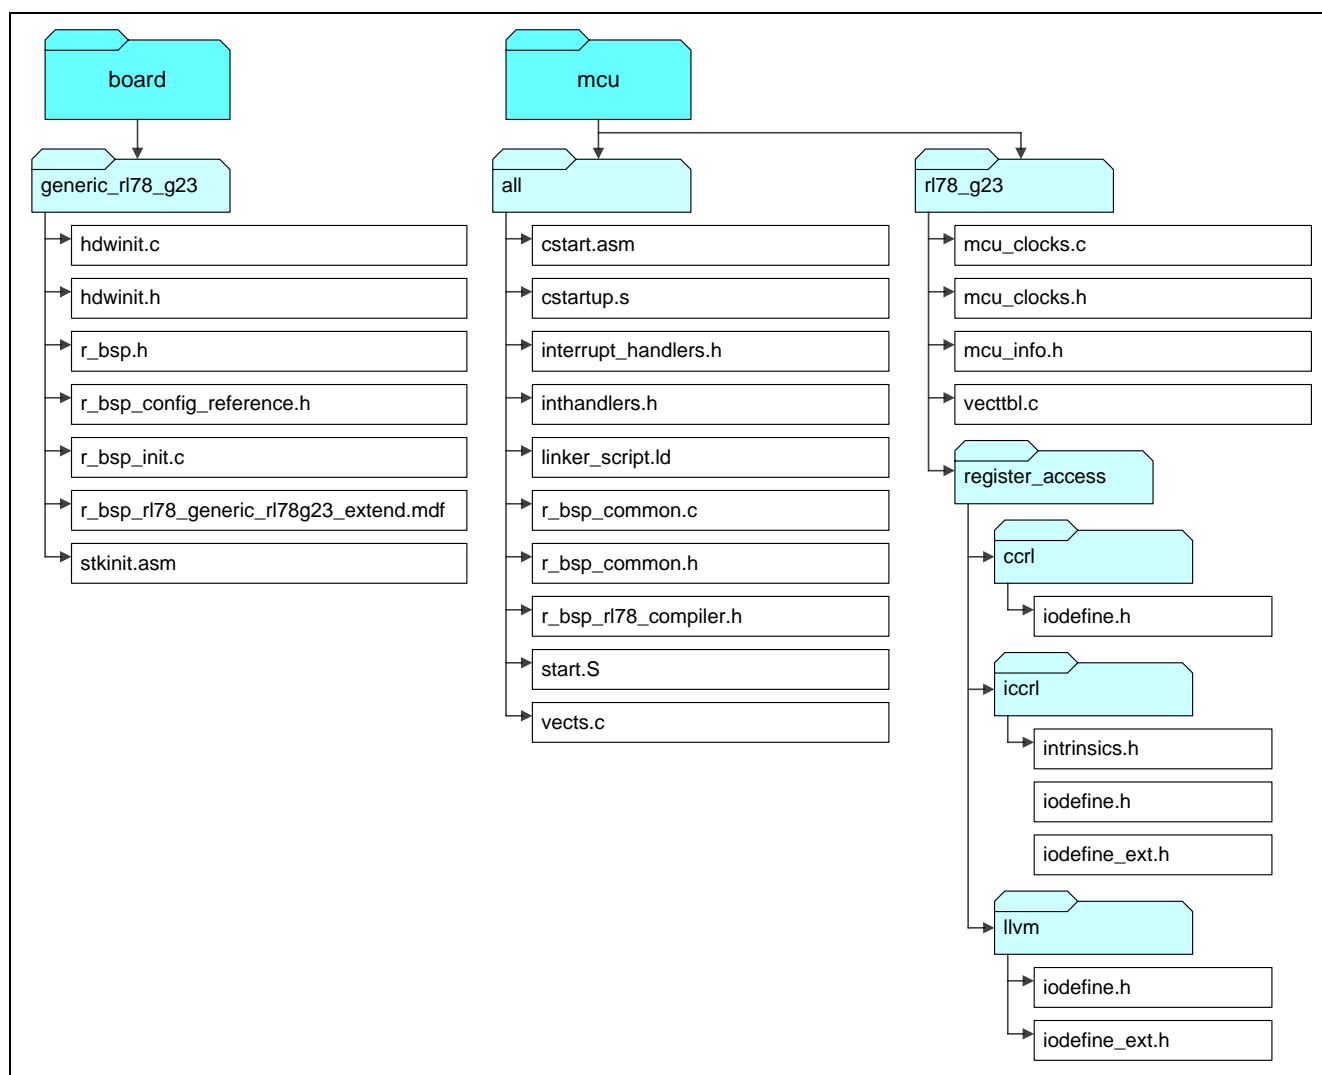 board
generic_rl78_g23
hdwinit.c
hdwinit.h
r_bsp.h
r_bsp_config_reference.h
r_bsp_init.c
r_bsp_rl78_generic_rl78g23_extend.mdf
stkinit.asm
mcu
all
cstart.asm
cstartup.s
interrupt_handlers.h
inthandlers.h
linker_script.ld
r_bsp_common.c
r_bsp_common.h
r_bsp_rl78_compiler.h
start.S
vects.c
rl78_g23
mcu_clocks.c
mcu_clocks.h
mcu_info.h
vecttbl.c
register_access
ccrl
iodefine.h
iccrl
intrinsics.h
iodefine.h
iodefine_ext.h
llvm
iodefine.h
iodefine_ext.h